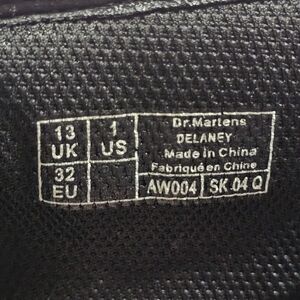 13 UK
1 US
32 EU
Dr.Martens
DELANEY
Made in China
Fabriqué en Chine
AW004 SK 04 Q